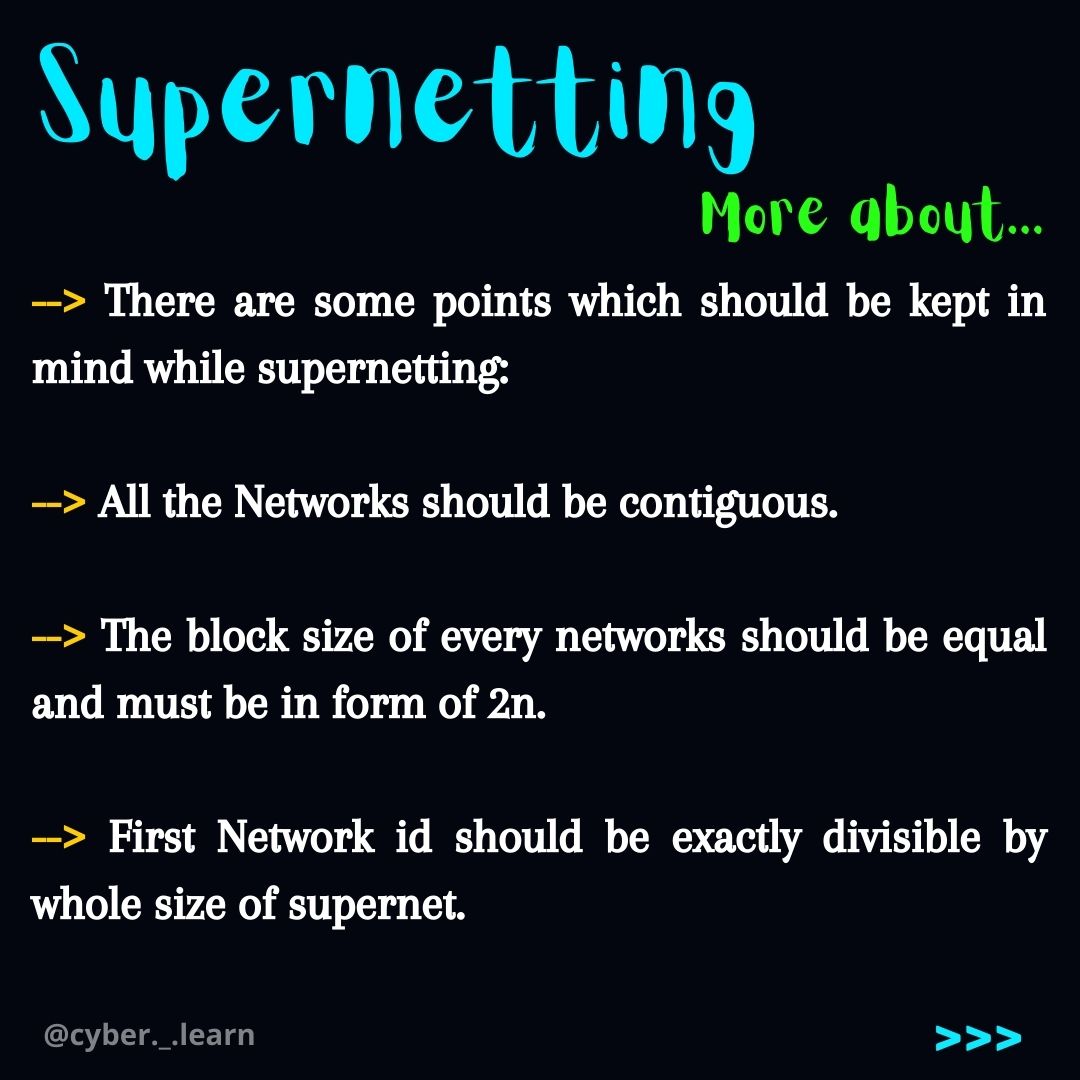 Supernetting
More about...
--> There are some points which should be kept in
mind while supernetting:
--> All the Networks should be contiguous.
--> The block size of every networks should be equal
and must be in form of 2n.
--> First Network id should be exactly divisible by
whole size of supernet.
@cyber._.learn
>>>